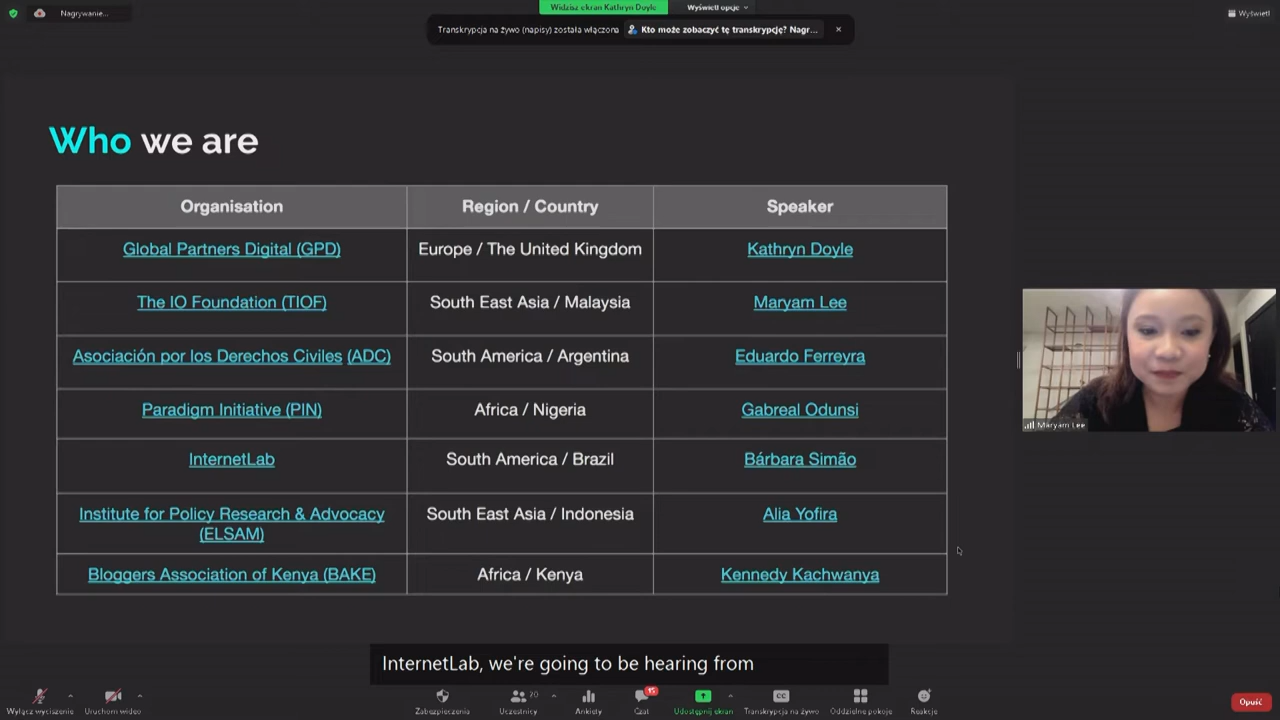 Nagrywanie...
Widzisz ekran Kathryn Doyle
Wyświetl opcje
Wyświetl
Transkrypcja na żywo (napisy) została włączona
Kto może zobaczyć tę transkrypcję? Nagr...
Who we are
Organisation Region / Country Speaker
Global Partners Digital (GPD) Europe / The United Kingdom Kathryn Doyle
The IO Foundation (TIOF) South East Asia / Malaysia Maryam Lee
Asociación por los Derechos Civiles (ADC) South America / Argentina Eduardo Ferreyra
Paradigm Initiative (PIN) Africa / Nigeria Gabreal Odunsi
InternetLab South America / Brazil Bárbara Simão
Institute for Policy Research & Advocacy
(ELSAM) South East Asia / Indonesia Alia Yofira
Bloggers Association of Kenya (BAKE) Africa / Kenya Kennedy Kachwanya
Maryam Lee
InternetLab, we're going to be hearing from
Wyłącz wyciszenie
Uruchom wideo
Zabezpieczenia
Uczestnicy
20
Ankiety
Czat
15
Udostępnij ekran
CC
Transkrypcja na żywo
Oddzielne pokoje
Reakcje
Opuść